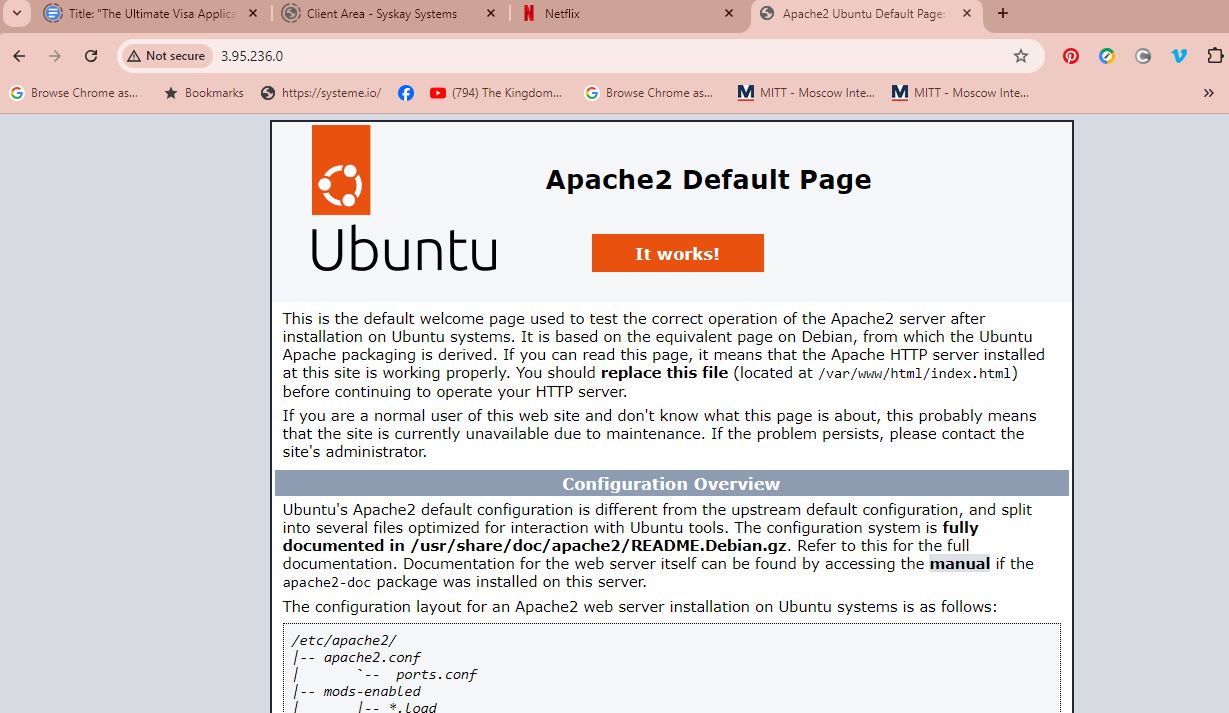 Title: "The Ultimate Visa Applica
Client Area - Syskay Systems
Netflix
Apache2 Ubuntu Default Page:
Not secure
3.95.236.0
Browse Chrome as...
Bookmarks
https://systeme.io/
(794) The Kingdom...
Browse Chrome as...
MITT - Moscow Inte...
MITT - Moscow Inte...
»
Ubuntu
Apache2 Default Page
It works!
This is the default welcome page used to test the correct operation of the Apache2 server after
installation on Ubuntu systems. It is based on the equivalent page on Debian, from which the Ubuntu
Apache packaging is derived. If you can read this page, it means that the Apache HTTP server installed
at this site is working properly. You should replace this file (located at /var/www/html/index.html)
before continuing to operate your HTTP server.
If you are a normal user of this web site and don't know what this page is about, this probably means
that the site is currently unavailable due to maintenance. If the problem persists, please contact the
site's administrator.
Configuration Overview
Ubuntu's Apache2 default configuration is different from the upstream default configuration, and split
into several files optimized for interaction with Ubuntu tools. The configuration system is fully
documented in /usr/share/doc/apache2/README.Debian.gz. Refer to this for the full
documentation. Documentation for the web server itself can be found by accessing the manual if the
apache2-doc package was installed on this server.
The configuration layout for an Apache2 web server installation on Ubuntu systems is as follows:
/etc/apache2/
|-- apache2.conf
|       `--  ports.conf
|-- mods-enabled
|       |-- *.load